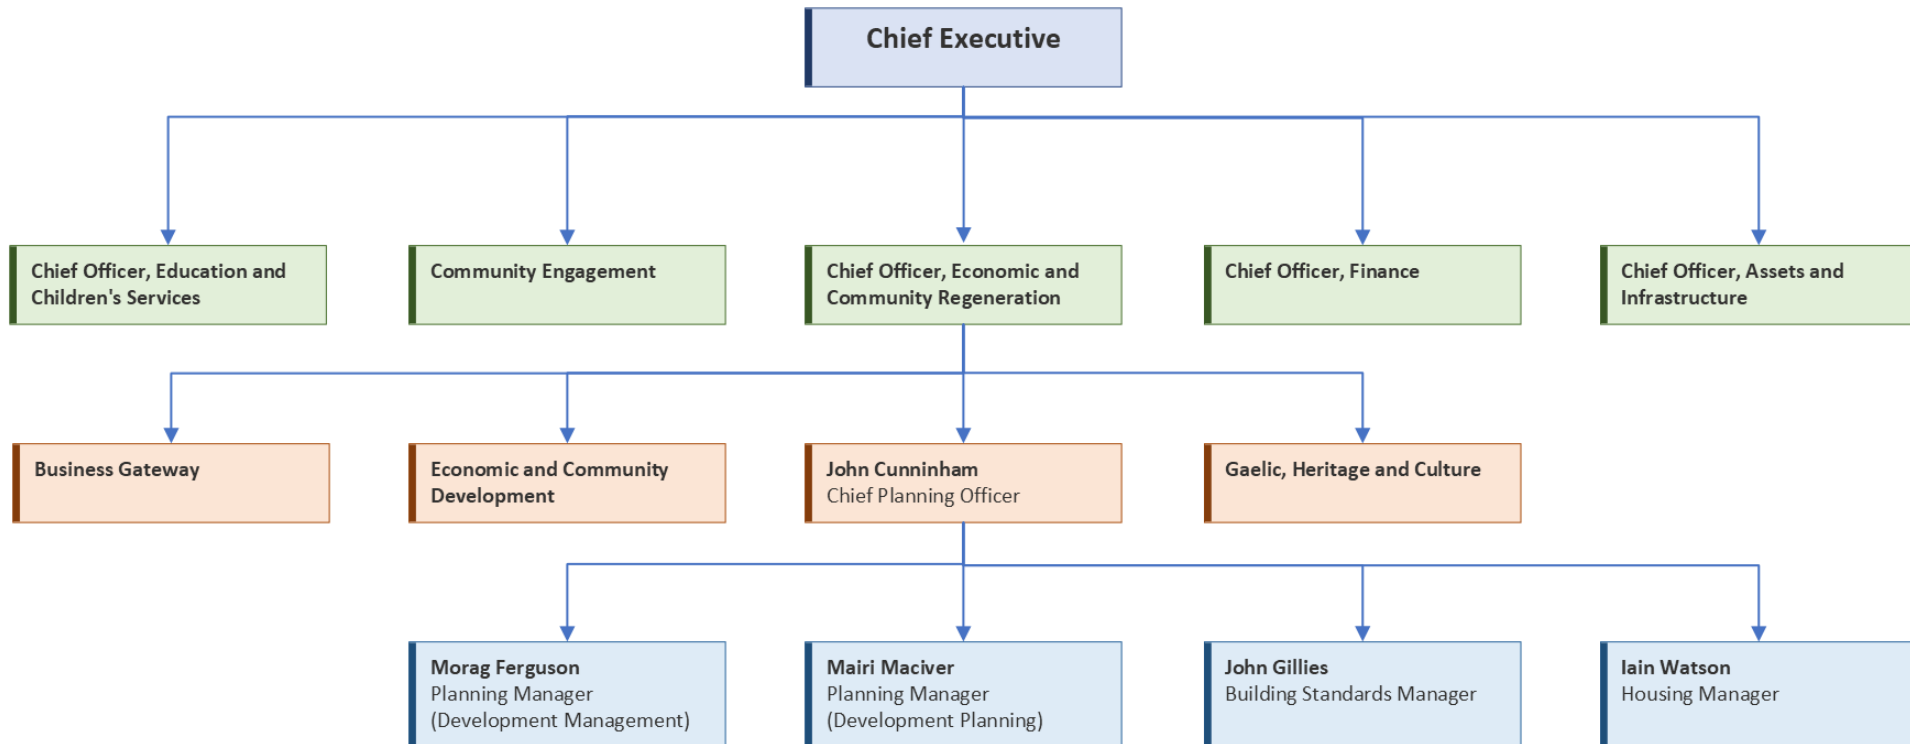 Chief Executive
Chief Officer, Education and
Children's Services
Community Engagement
Chief Officer, Economic and
Community Regeneration
Chief Officer, Finance
Chief Officer, Assets and
Infrastructure
Business Gateway
Economic and Community
Development
John Cunninham
Chief Planning Officer
Gaelic, Heritage and Culture
Morag Ferguson
Planning Manager
(Development Management)
Mairi Maciver
Planning Manager
(Development Planning)
John Gillies
Building Standards Manager
Iain Watson
Housing Manager